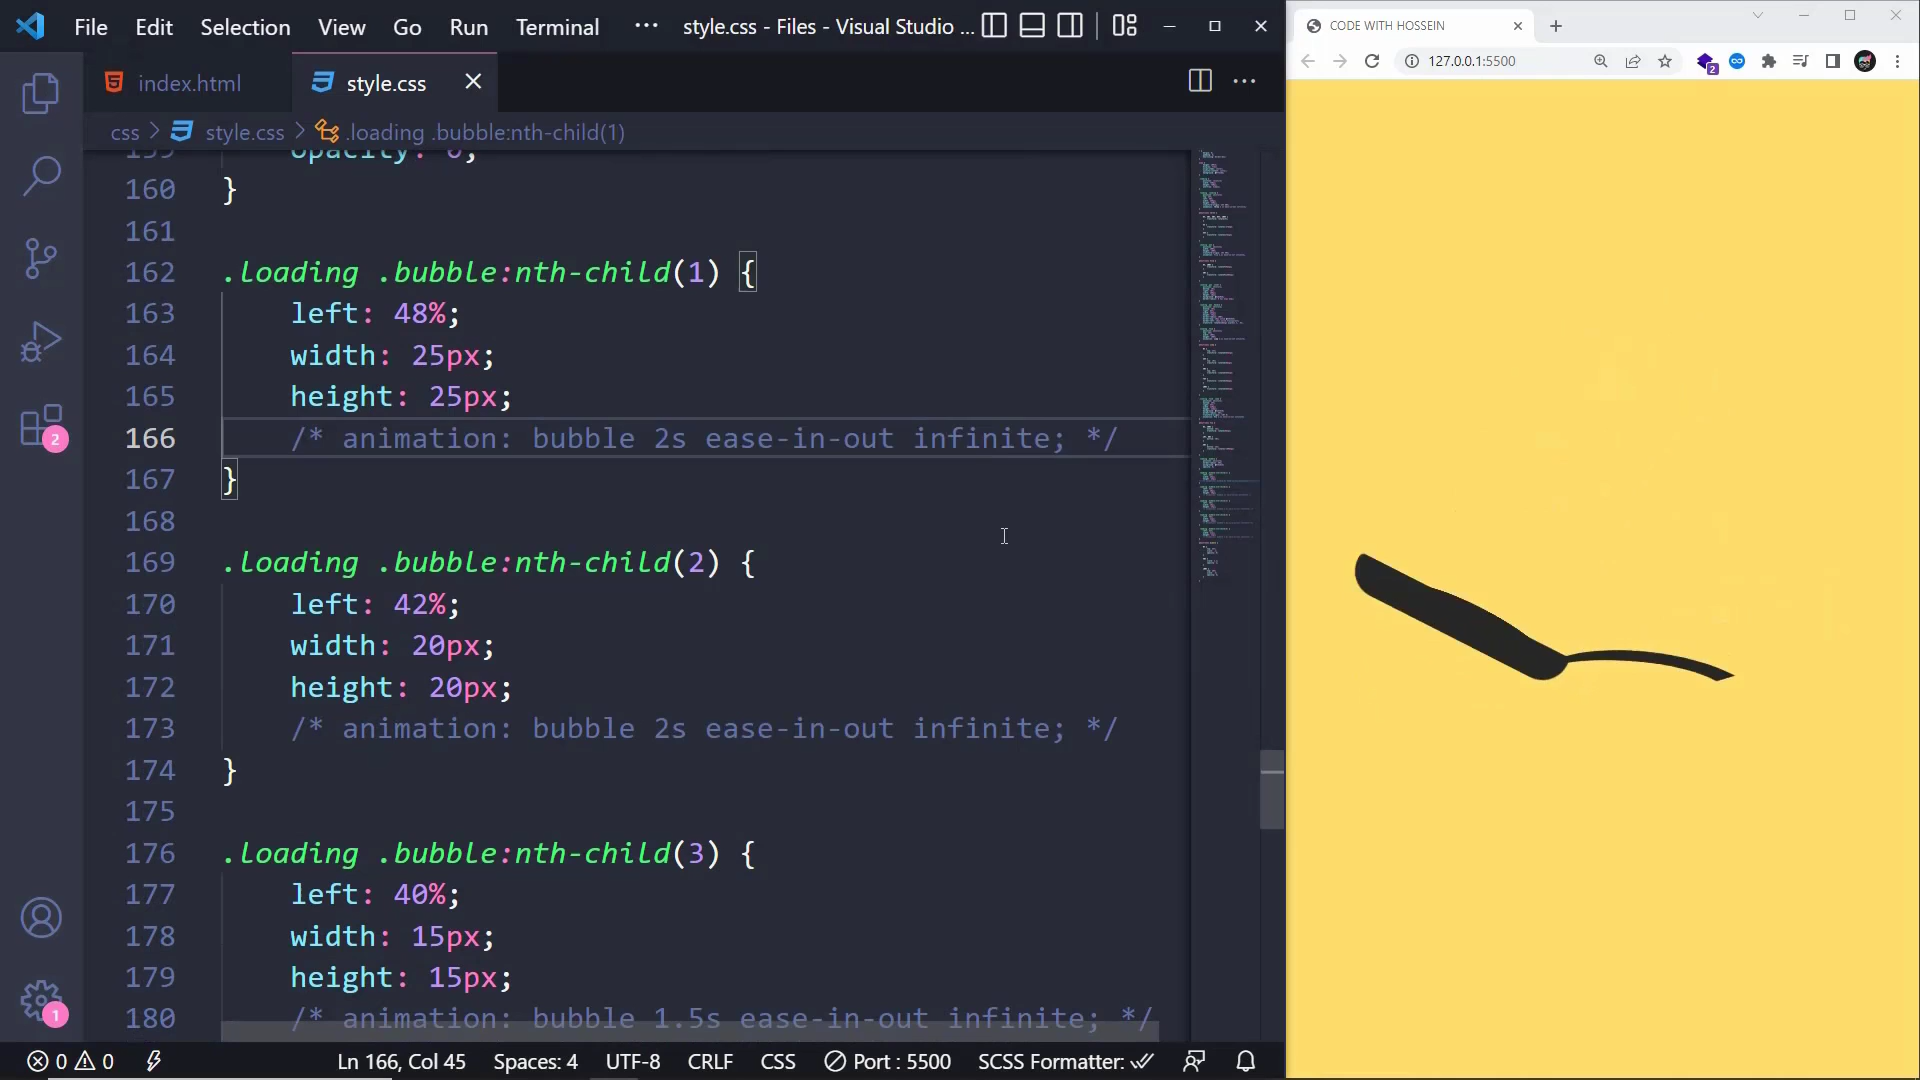 File Edit Selection View Go Run Terminal ··· style.css - Files - Visual Studio ...
CODE WITH HOSSEIN
127.0.0.1:5500
2
index.html
style.css
css > style.css > .loading .bubble:nth-child(1)
159 opacity: 0;
160 }
161
162 .loading .bubble:nth-child(1) {
163 left: 48%;
164 width: 25px;
165 height: 25px;
166 /* animation: bubble 2s ease-in-out infinite; */
167 }
168
169 .loading .bubble:nth-child(2) {
170 left: 42%;
171 width: 20px;
172 height: 20px;
173 /* animation: bubble 2s ease-in-out infinite; */
174 }
175
176 .loading .bubble:nth-child(3) {
177 left: 40%;
178 width: 15px;
179 height: 15px;
180 /* animation: bubble 1.5s ease-in-out infinite; */
2
1
0 0 Ln 166, Col 45 Spaces: 4 UTF-8 CRLF CSS Port : 5500 SCSS Formatter: